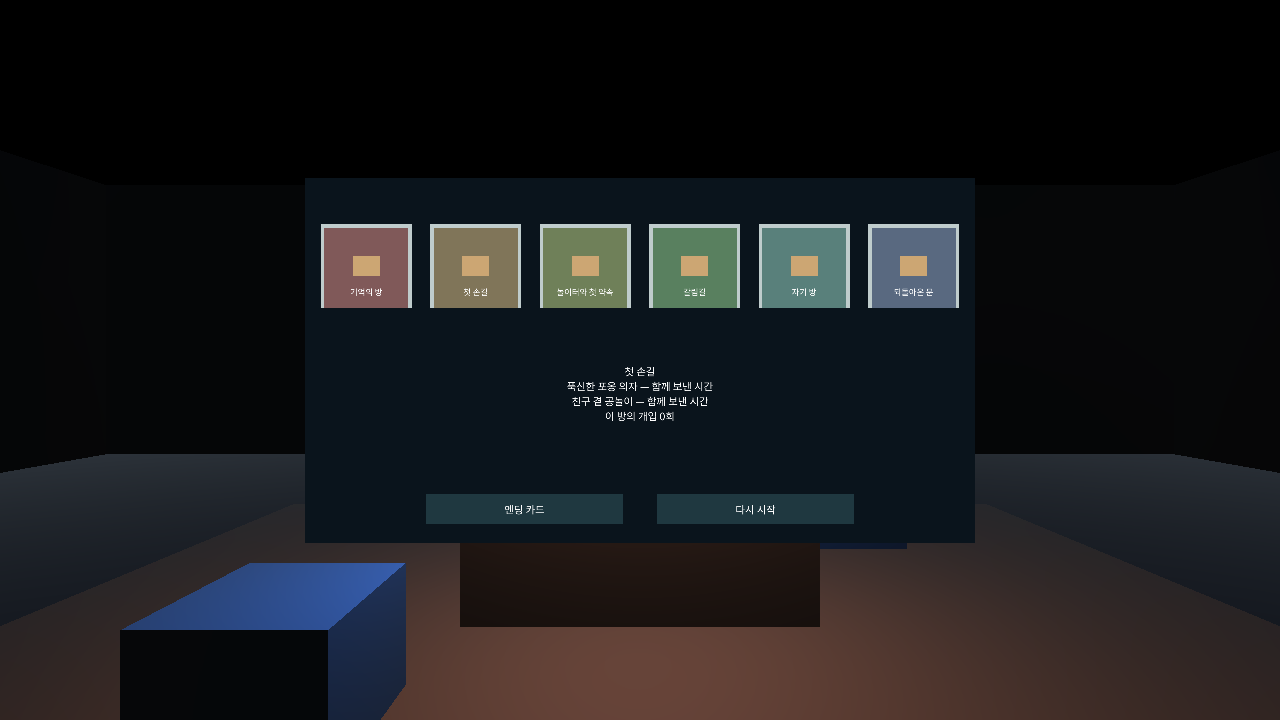 기억의 방
첫 손길
놀이터와 첫 약속
갈림길
자기 방
되돌아온 문
첫 손길
푹신한 포옹 의자 — 함께 보낸 시간
친구 곁 공놀이 — 함께 보낸 시간
이 방의 개입 0회
엔딩 카드
다시 시작